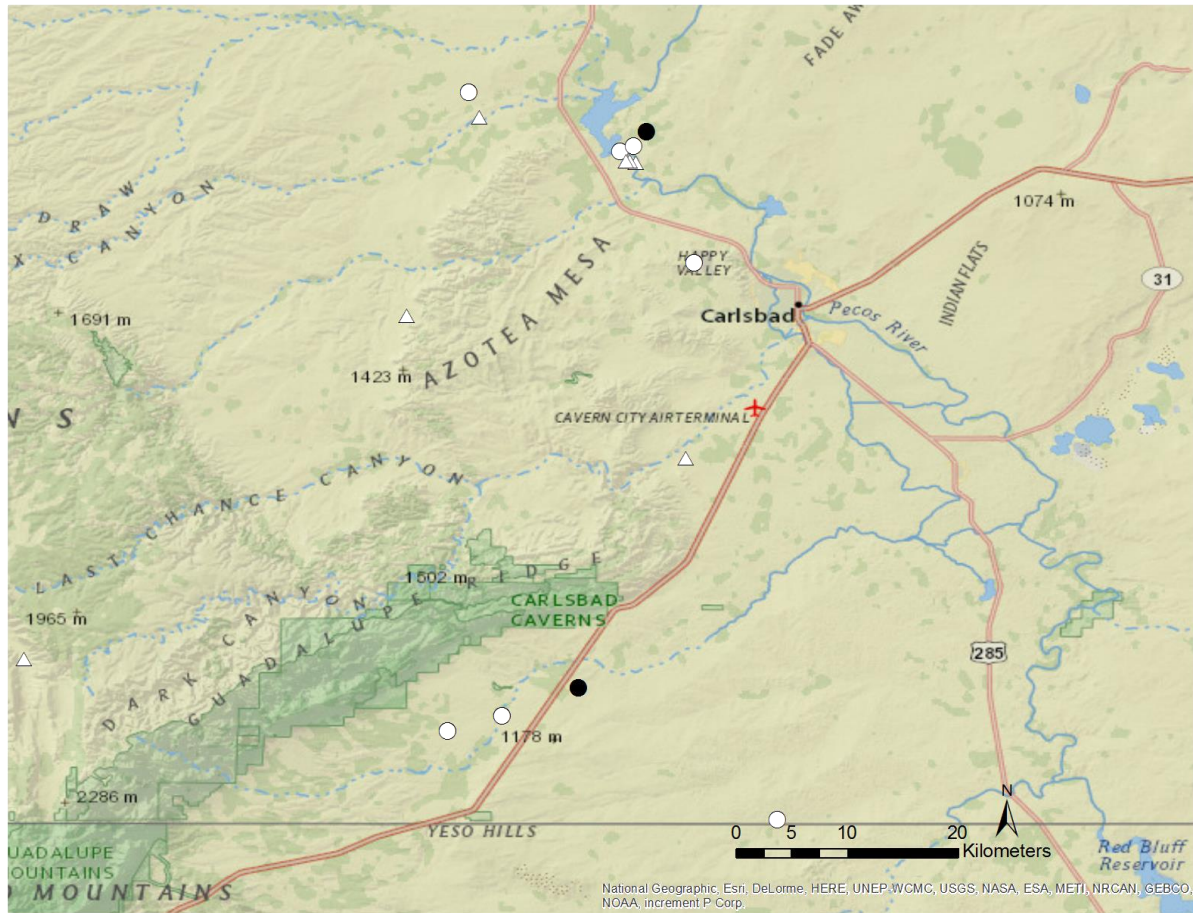 FADE AW
DRAW
X CANYON
1074 m
HAPPY
VALLEY
INDIAN FLATS
31
1691 m
Carlsbad
Pecos River
AZOTEA MESA
1423 m
N S
CAVERN CITY AIR TERMINAL
LAST CHANCE CANYON
1502 m
GUADALUPE RIDGE
CARLSBAD
CAVERNS
1965 m
DARK CANYON
285
1178 m
2286 m
N
YESO HILLS
0 5 10 20
Kilometers
UADALUPE
OUNTAINS
O MOUNTAINS
Red Bluff
Reservoir
National Geographic, Esri, DeLorme, HERE, UNEP-WCMC, USGS, NASA, ESA, METI, NRCAN, GEBCO,
NOAA, increment P Corp.